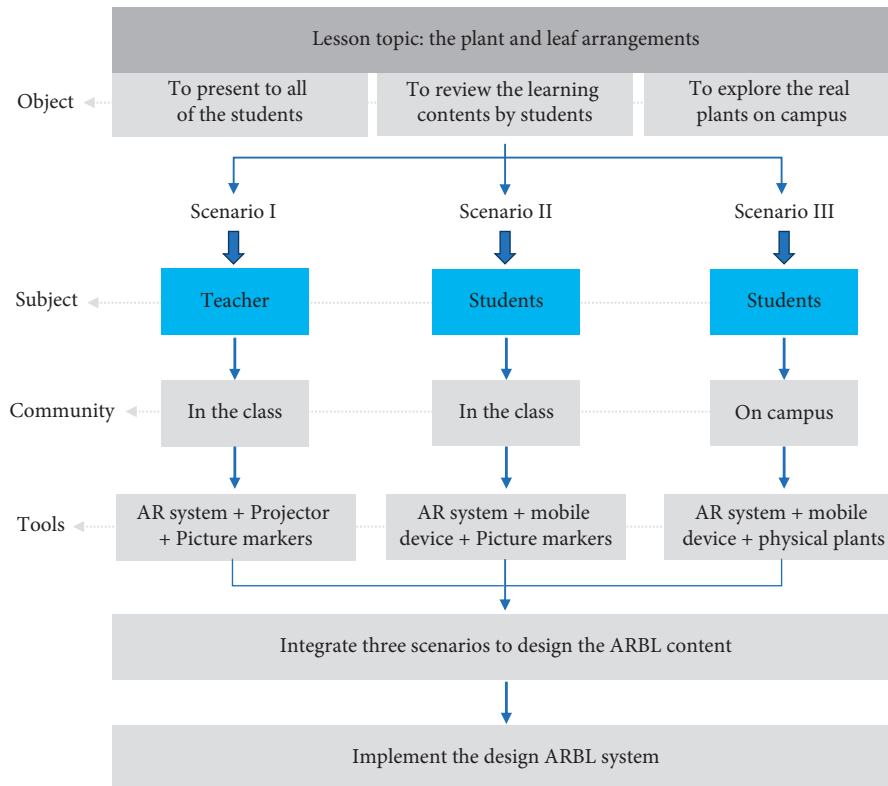 Lesson topic: the plant and leaf arrangements
Object
To present to all
of the students
To review the learning
contents by students
To explore the real
plants on campus
Scenario I
Scenario II
Scenario III
Subject
Teacher
Students
Students
Community
In the class
In the class
On campus
Tools
AR system + Projector
+ Picture markers
AR system + mobile
device + Picture markers
AR system + mobile
device + physical plants
Integrate three scenarios to design the ARBL content
Implement the design ARBL system